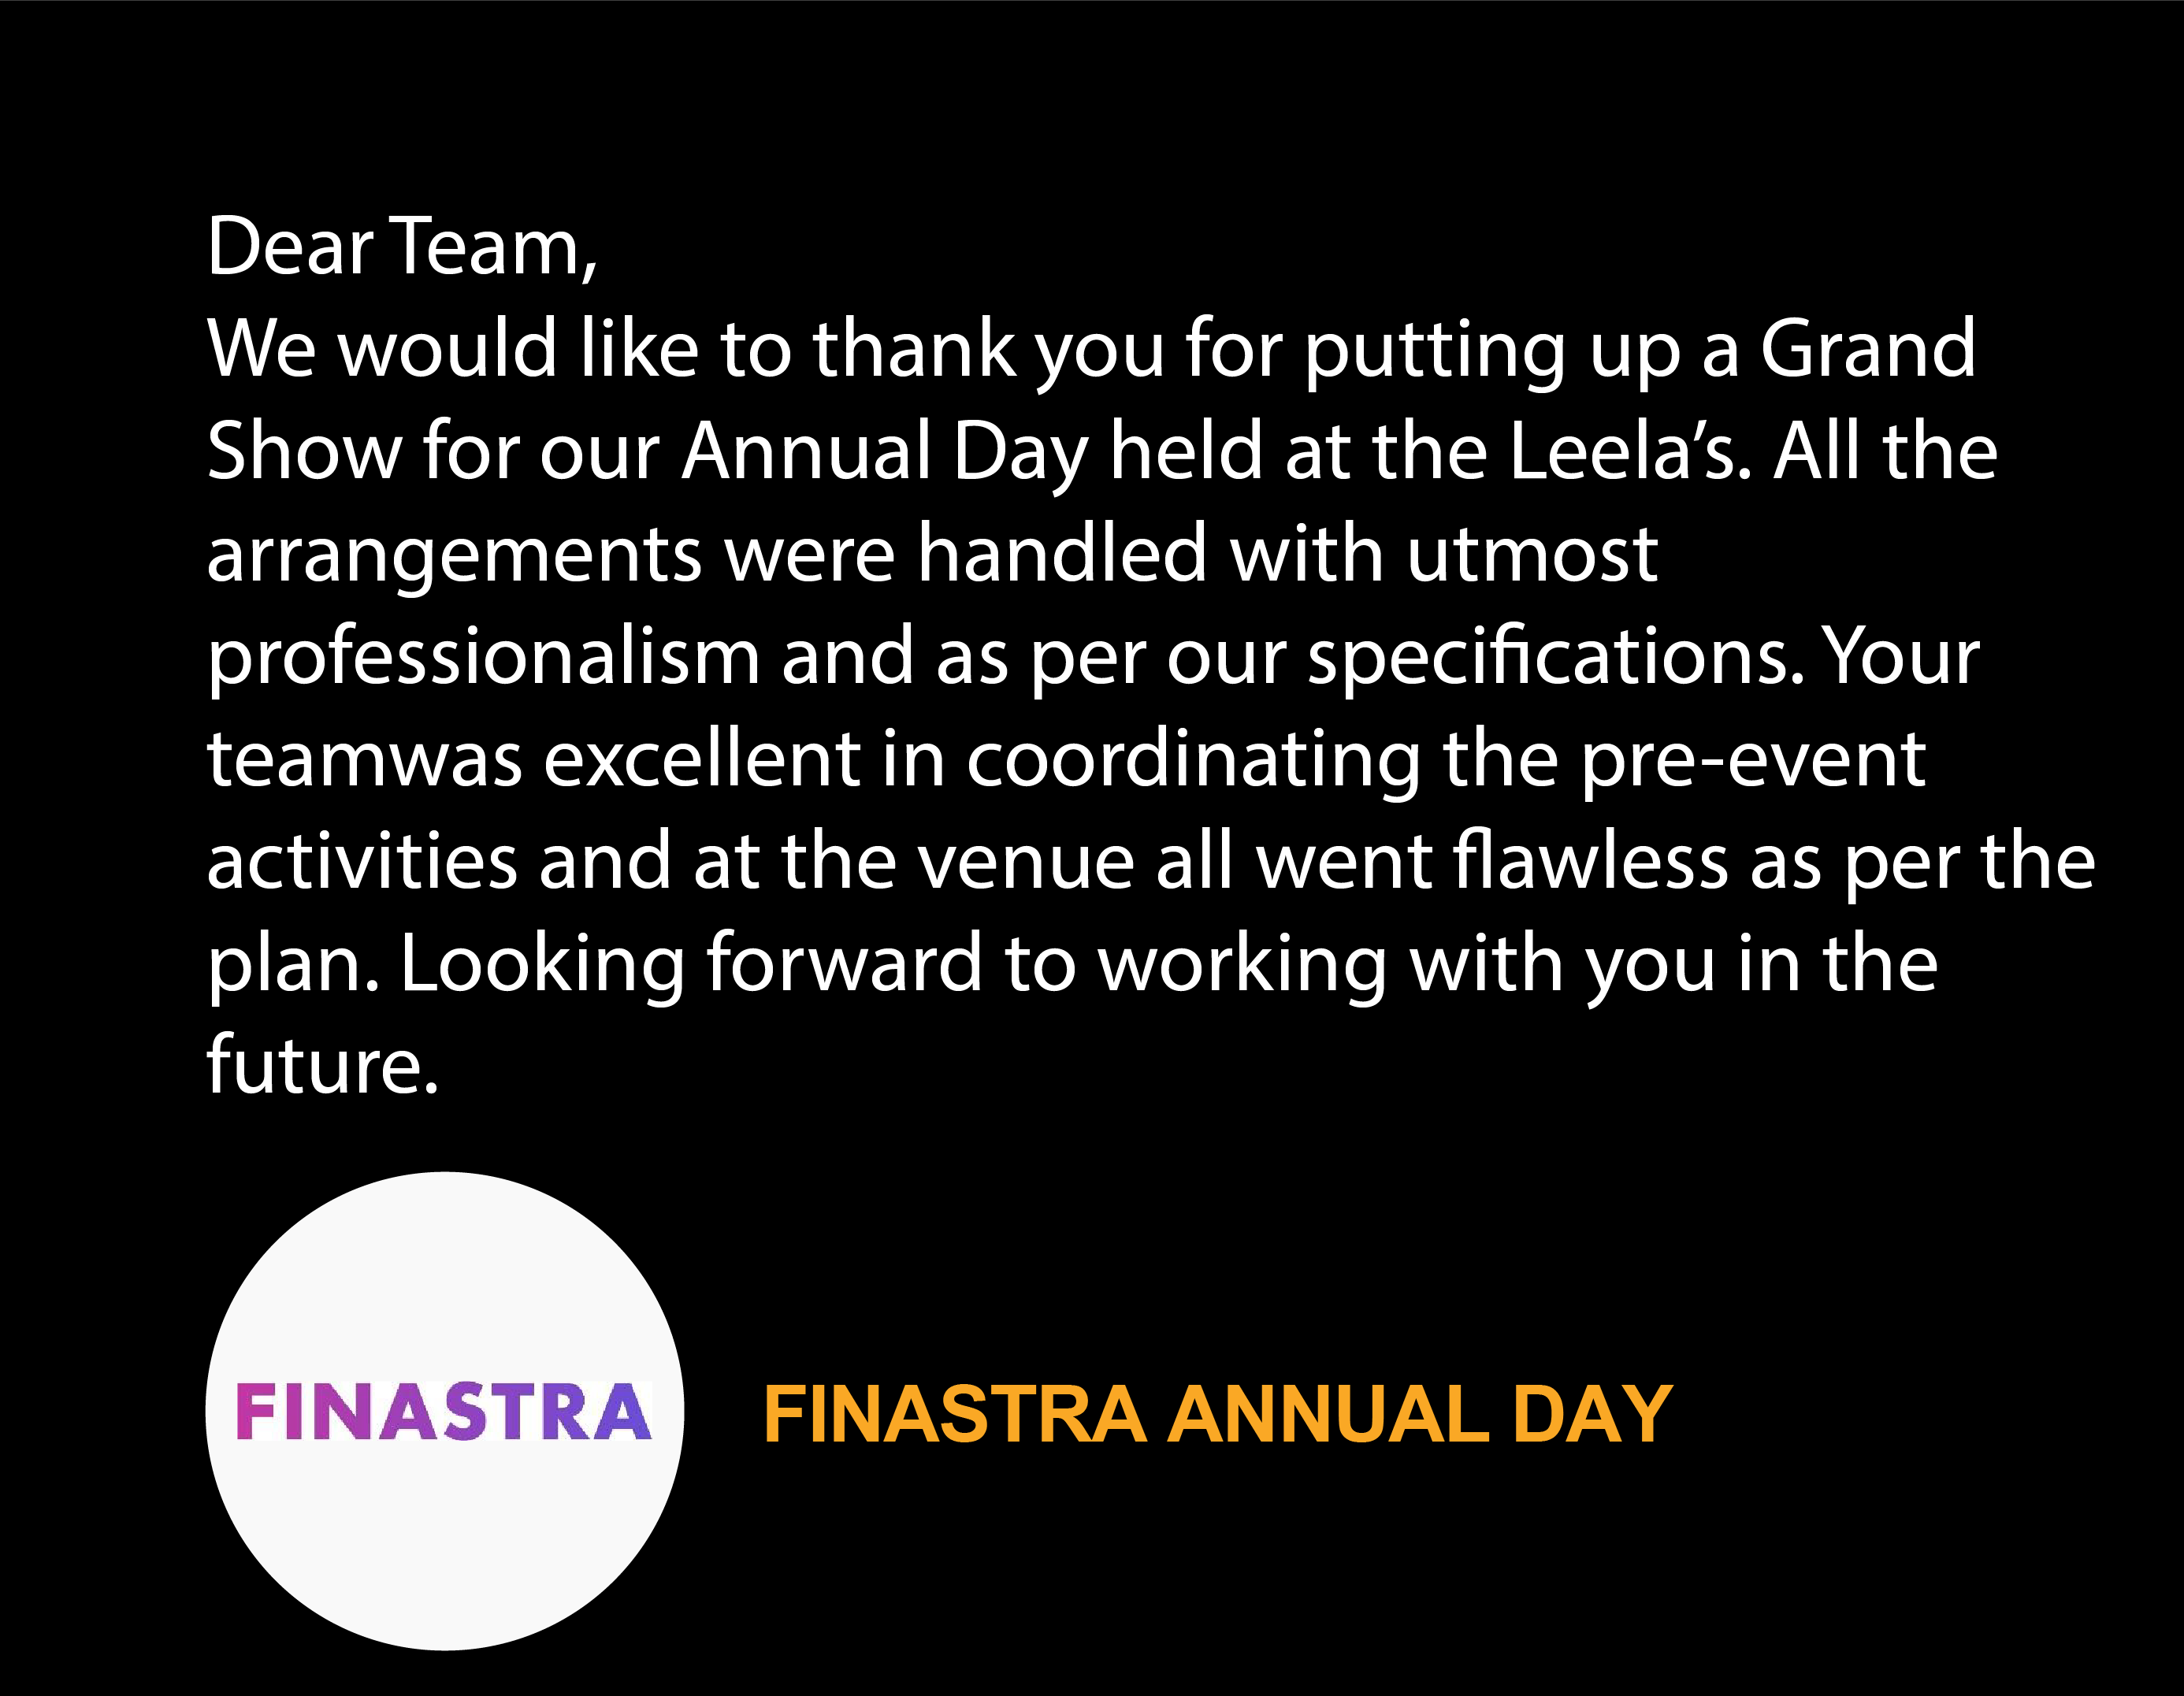 Dear Team,
We would like to thank you for putting up a Grand
Show for our Annual Day held at the Leela’s. All the
arrangements were handled with utmost
professionalism and as per our specifications. Your
teamwas excellent in coordinating the pre-event
activities and at the venue all went flawless as per the
plan. Looking forward to working with you in the
future.
FINASTRA
FINASTRA ANNUAL DAY